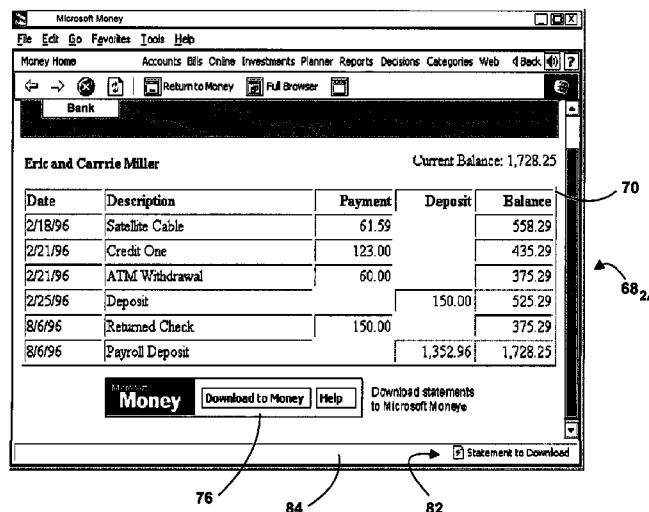 Microsoft Money
File Edit Go Favorites Tools Help
Money Home Accounts Bills Online Investments Planner Reports Decisions Categories Web Back ?
Return to Money Full Browser
Bank
Eric and Carrrie Miller Current Balance: 1,728.25
Date Description Payment Deposit Balance
2/18/96 Satellite Cable 61.59 558.29
2/21/96 Credit One 123.00 435.29
2/21/96 ATM Withdrawal 60.00 375.29
2/25/96 Deposit 150.00 525.29
8/6/96 Returned Check 150.00 375.29
8/6/96 Payroll Deposit 1,352.96 1,728.25
Microsoft
Money Download to Money Help Download statements
to Microsoft Moneye
Statement to Download
70
68
76 84 82